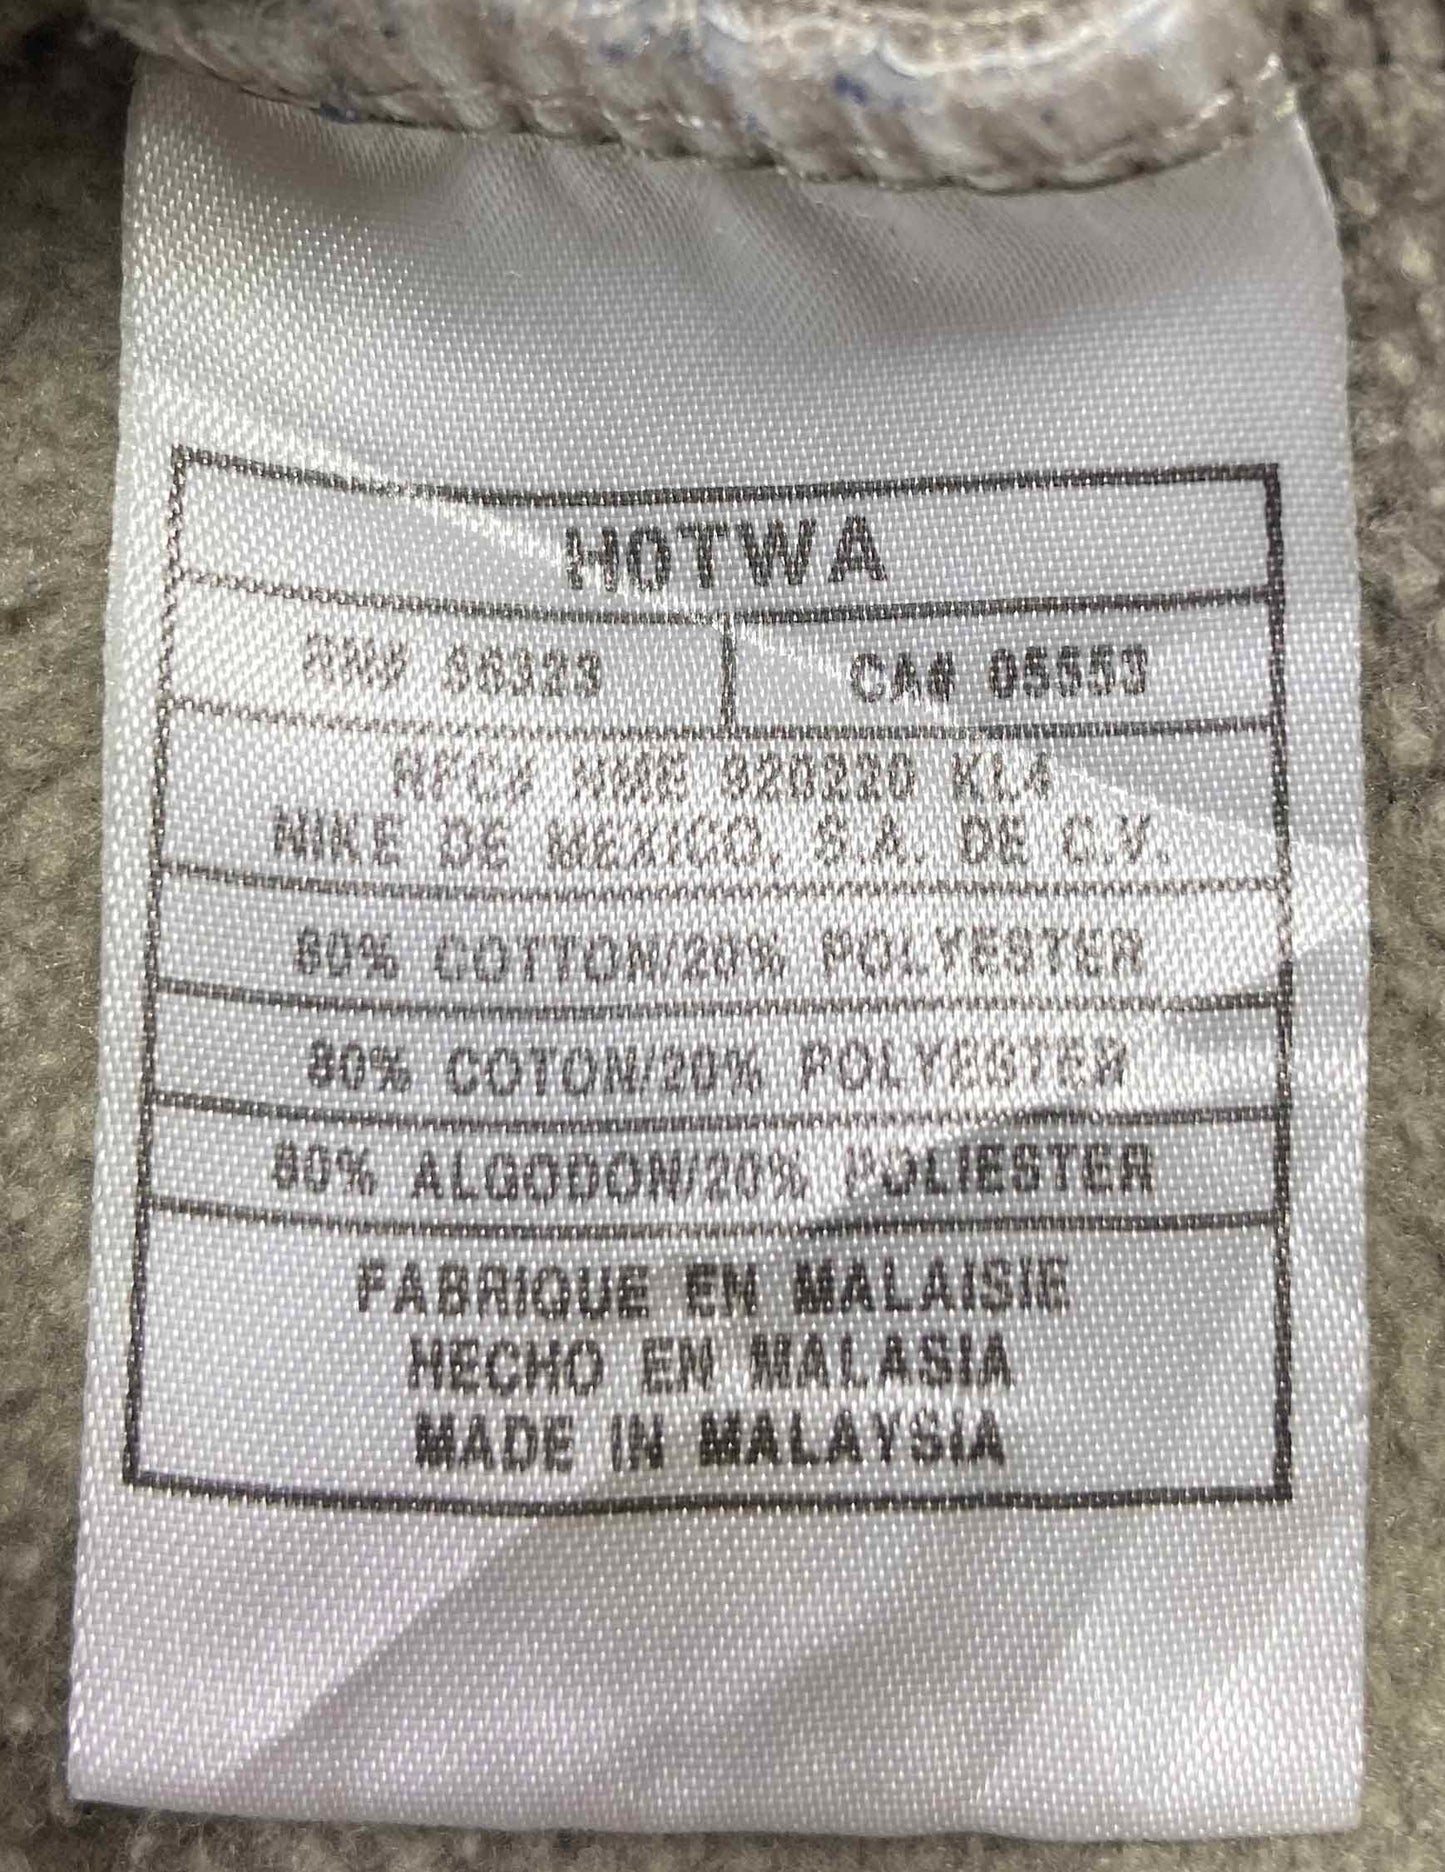 HOTWA
RN# 56323 CA# 05553
RFC# NME 920220 KL4
NIKE DE MEXICO, S.A. DE C.V.
80% COTTON/20% POLYESTER
80% COTON/20% POLYESTER
80% ALGODON/20% POLIESTER
FABRIQUE EN MALAISIE
HECHO EN MALASIA
MADE IN MALAYSIA